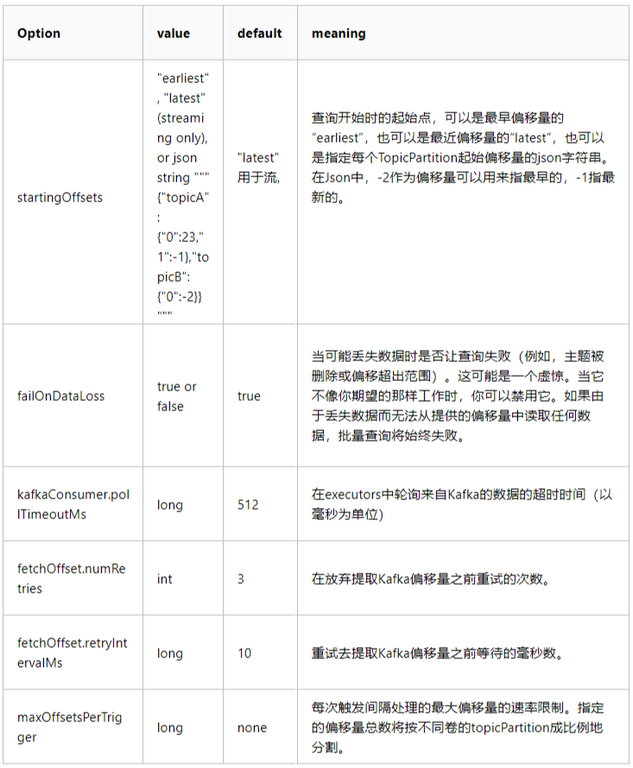 Option value default meaning
startingOffsets
"earliest"
, "latest"
(streami
ng only),
or json
string """
{"topicA"
:
{"0":23,"
1":-1},"to
picB":
{"0":-2}}
"""
"latest"
用于流,
查询开始时的起始点，可以是最早偏移量的
“earliest”，也可以是最近偏移量的“latest”，也可以
是指定每个TopicPartition起始偏移量的json字符串。
在Json中，-2作为偏移量可以用来指最早的，-1指最
新的。
failOnDataLoss
true or
false
true
当可能丢失数据时是否让查询失败（例如，主题被
删除或偏移超出范围）。这可能是一个虚惊。当它
不像你期望的那样工作时，你可以禁用它。如果由
于丢失数据而无法从提供的偏移量中读取任何数
据，批量查询将始终失败。
kafkaConsumer.pol
lTimeoutMs
long
512
在executors中轮询来自Kafka的数据的超时时间（以
毫秒为单位）
fetchOffset.numRe
tries
int
3
在放弃提取Kafka偏移量之前重试的次数。
fetchOffset.retryInt
ervalMs
long
10
重试去提取Kafka偏移量之前等待的毫秒数。
maxOffsetsPerTrig
ger
long
none
每次触发间隔处理的最大偏移量的速率限制。指定
的偏移量总数将按不同卷的topicPartition成比例地
分割。